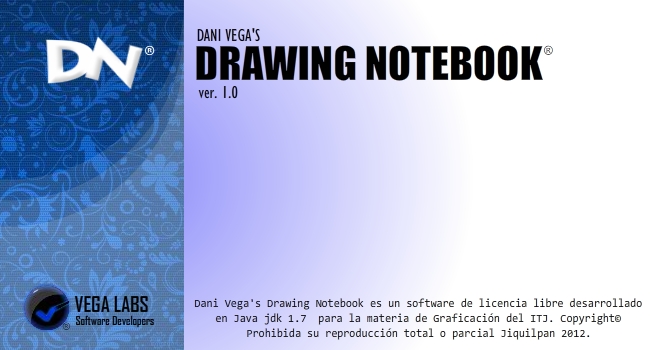 DN®
DANI VEGA'S
DRAWING NOTEBOOK®
ver. 1.0
VEGA LABS
Software Developers
®
Dani Vega's Drawing Notebook es un software de licencia libre desarrollado
en Java jdk 1.7 para la materia de Graficación del ITJ. Copyright©
Prohibida su reproducción total o parcial Jiquilpan 2012.